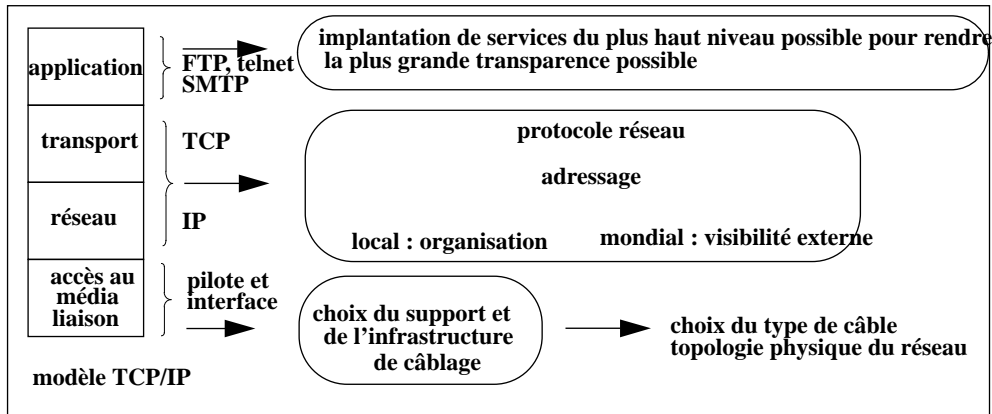 application
FTP, telnet
SMTP
implantation de services du plus haut niveau possible pour rendre
la plus grande transparence possible
transport
TCP
réseau
IP
protocole réseau
adressage
local : organisation
mondial : visibilité externe
accès au
média
liaison
pilote et
interface
choix du support et
de l’infrastructure
de câblage
choix du type de câble
topologie physique du réseau
modèle TCP/IP